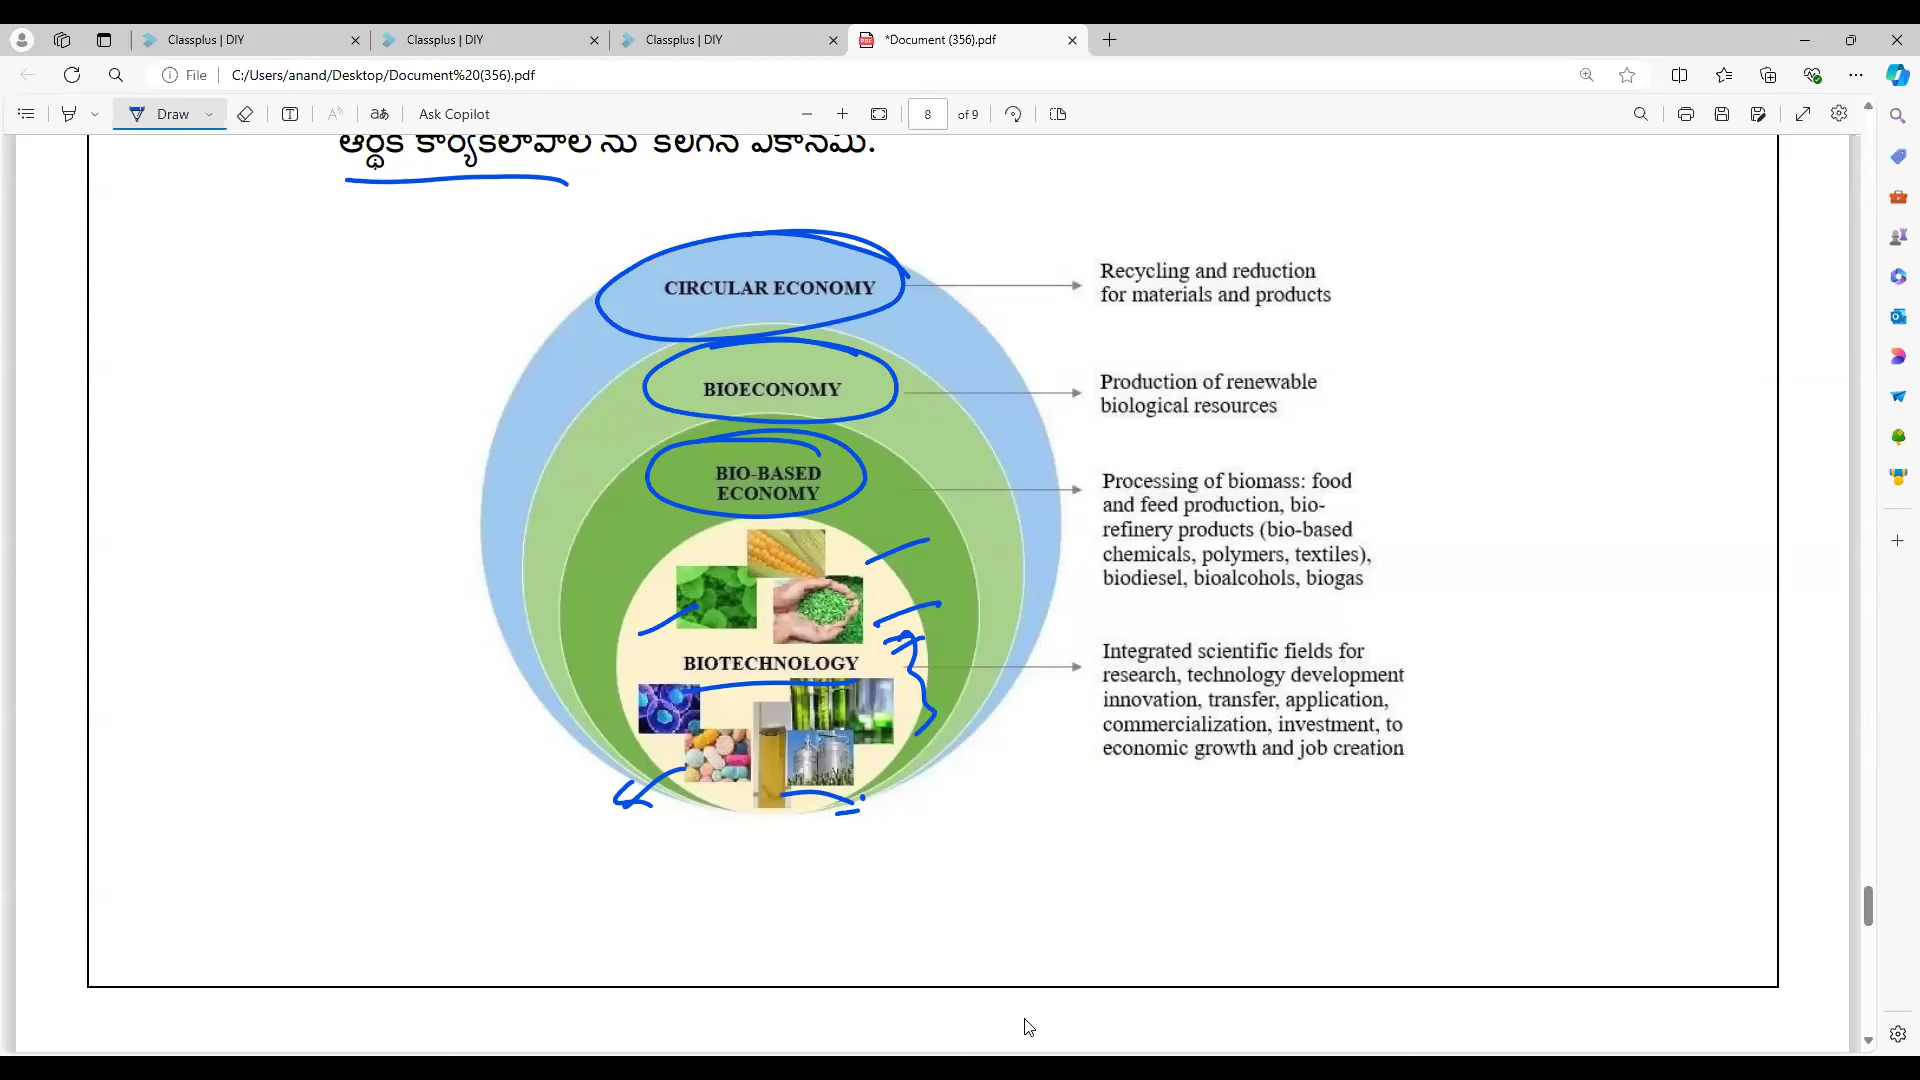 Classplus | DIY
Classplus | DIY
Classplus | DIY
*Document (356).pdf
File
C:/Users/anand/Desktop/Document%20(356).pdf
Draw
Ask Copilot
8
of 9
ఆర్థిక కార్యకలాపాల ను కలిగిన ఎకానమీ.
CIRCULAR ECONOMY
Recycling and reduction
for materials and products
BIOECONOMY
Production of renewable
biological resources
BIO-BASED
ECONOMY
Processing of biomass: food
and feed production, bio-
refinery products (bio-based
chemicals, polymers, textiles),
biodiesel, bioalcohols, biogas
BIOTECHNOLOGY
Integrated scientific fields for
research, technology development
innovation, transfer, application,
commercialization, investment, to
economic growth and job creation